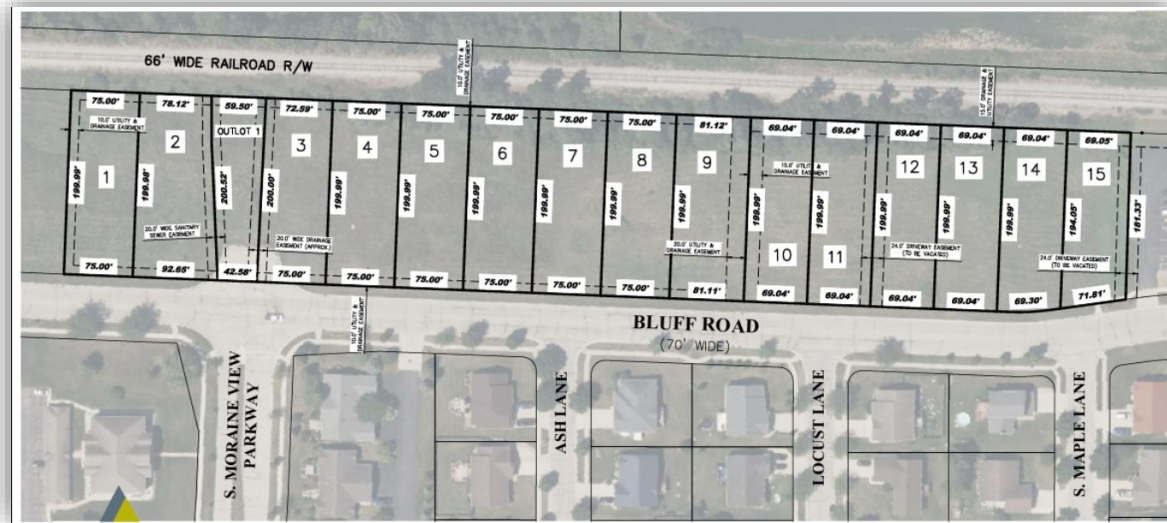 66' WIDE RAILROAD R/W
10.0' UTILITY &
DRAINAGE EASEMENT
15.0' DRAINAGE &
UTILITY EASEMENT
75.00'
78.12'
59.50'
72.59'
75.00'
75.00'
75.00'
75.00'
75.00'
81.12'
69.04'
69.04'
69.04'
69.04'
69.04'
69.05'
10.0' UTILITY &
DRAINAGE EASEMENT
OUTLOT 1
15.0' UTILITY &
DRAINAGE EASEMENT
1
2
3
4
5
6
7
8
9
10
11
12
13
14
15
199.99'
199.98'
200.52'
200.00'
199.99'
199.99'
199.99'
199.99'
199.99'
199.99'
199.99'
199.99'
199.99'
199.99'
194.05'
181.33'
20.0' WIDE SANITARY
SEWER EASEMENT
20.0' WIDE DRAINAGE
EASEMENT (APPROX.)
20.0' UTILITY &
DRAINAGE EASEMENT
24.0' DRIVEWAY EASEMENT
(TO BE VACATED)
24.0' DRIVEWAY EASEMENT
(TO BE VACATED)
75.00'
92.65'
42.58'
75.00'
75.00'
75.00'
75.00'
75.00'
75.00'
81.11'
69.04'
69.04'
69.04'
69.04'
69.30'
71.81'
10.0' UTILITY &
DRAINAGE EASEMENT
BLUFF ROAD
(70' WIDE)
S. MORAINE VIEW
PARKWAY
ASH LANE
LOCUST LANE
S. MAPLE LANE